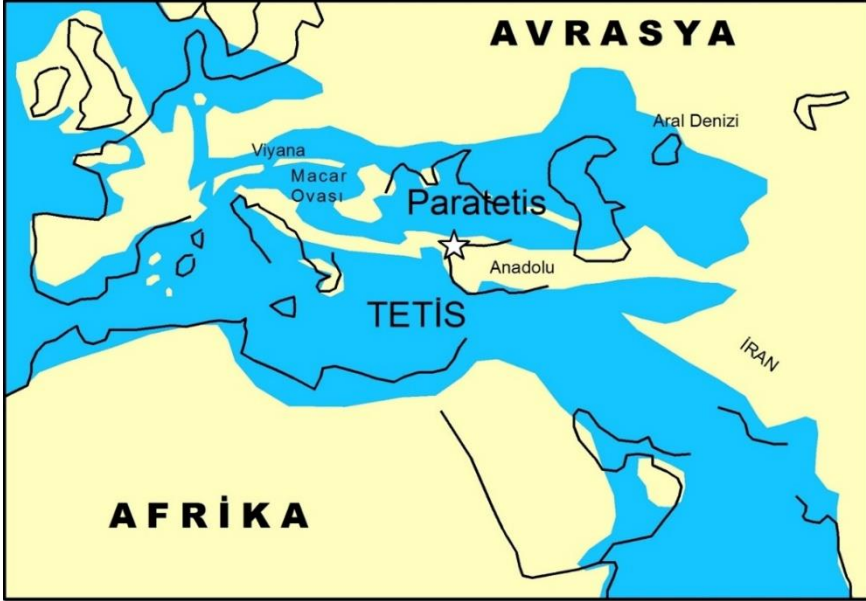 AVRASYA
Aral Denizi
Viyana
Macar
Ovası
Paratetis
Anadolu
TETİS
İRAN
AFRİKA